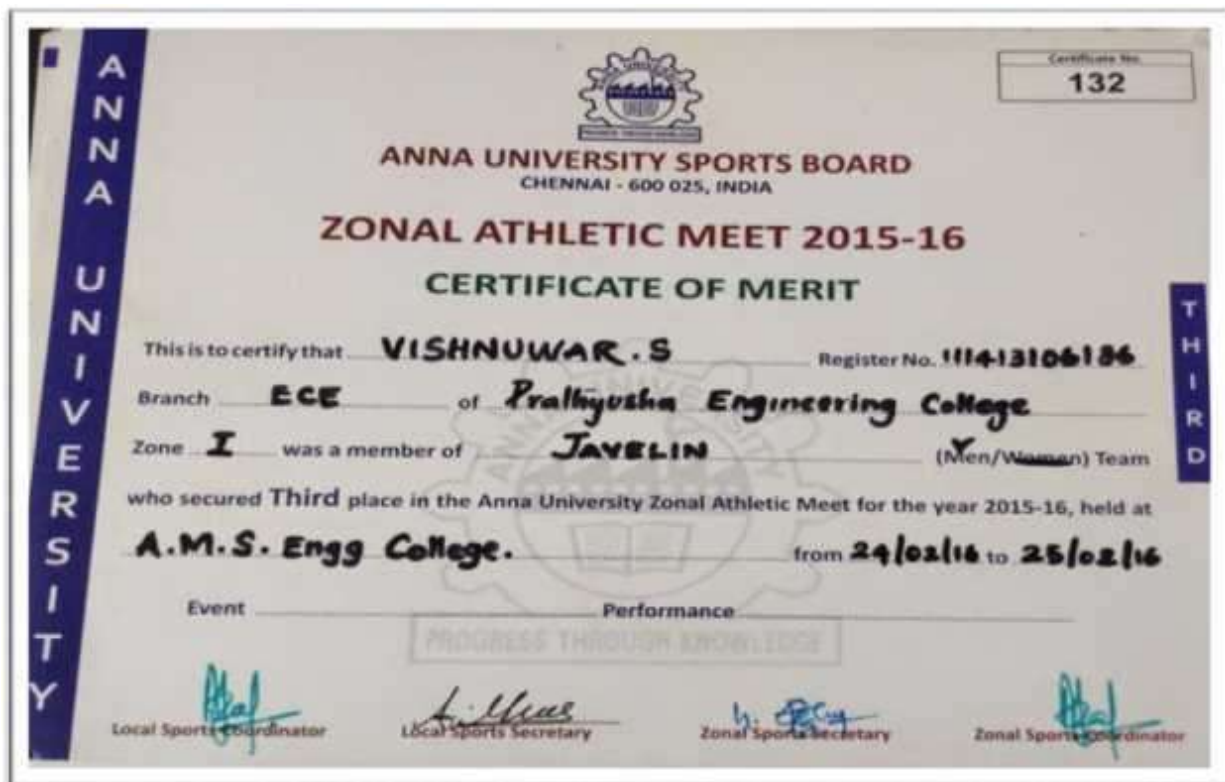 ANNA UNIVERSITY
Certificate No.
132
PROGRESS THROUGH KNOWLEDGE
ANNA UNIVERSITY SPORTS BOARD
CHENNAI - 600 025, INDIA
ZONAL ATHLETIC MEET 2015-16
CERTIFICATE OF MERIT
THIRD
This is to certify that VISHNUWAR.S Register No. 111413106186
Branch ECE of Prathyusha Engineering College
Zone I was a member of JAVELIN (Men/Women) Team
who secured Third place in the Anna University Zonal Athletic Meet for the year 2015-16, held at
A.M.S. Engg College. from 24/02/16 to 25/02/16
Event Performance
PROGRESS THROUGH KNOWLEDGE
Local Sports Coordinator Local Sports Secretary Zonal Sports Secretary Zonal Sports Coordinator